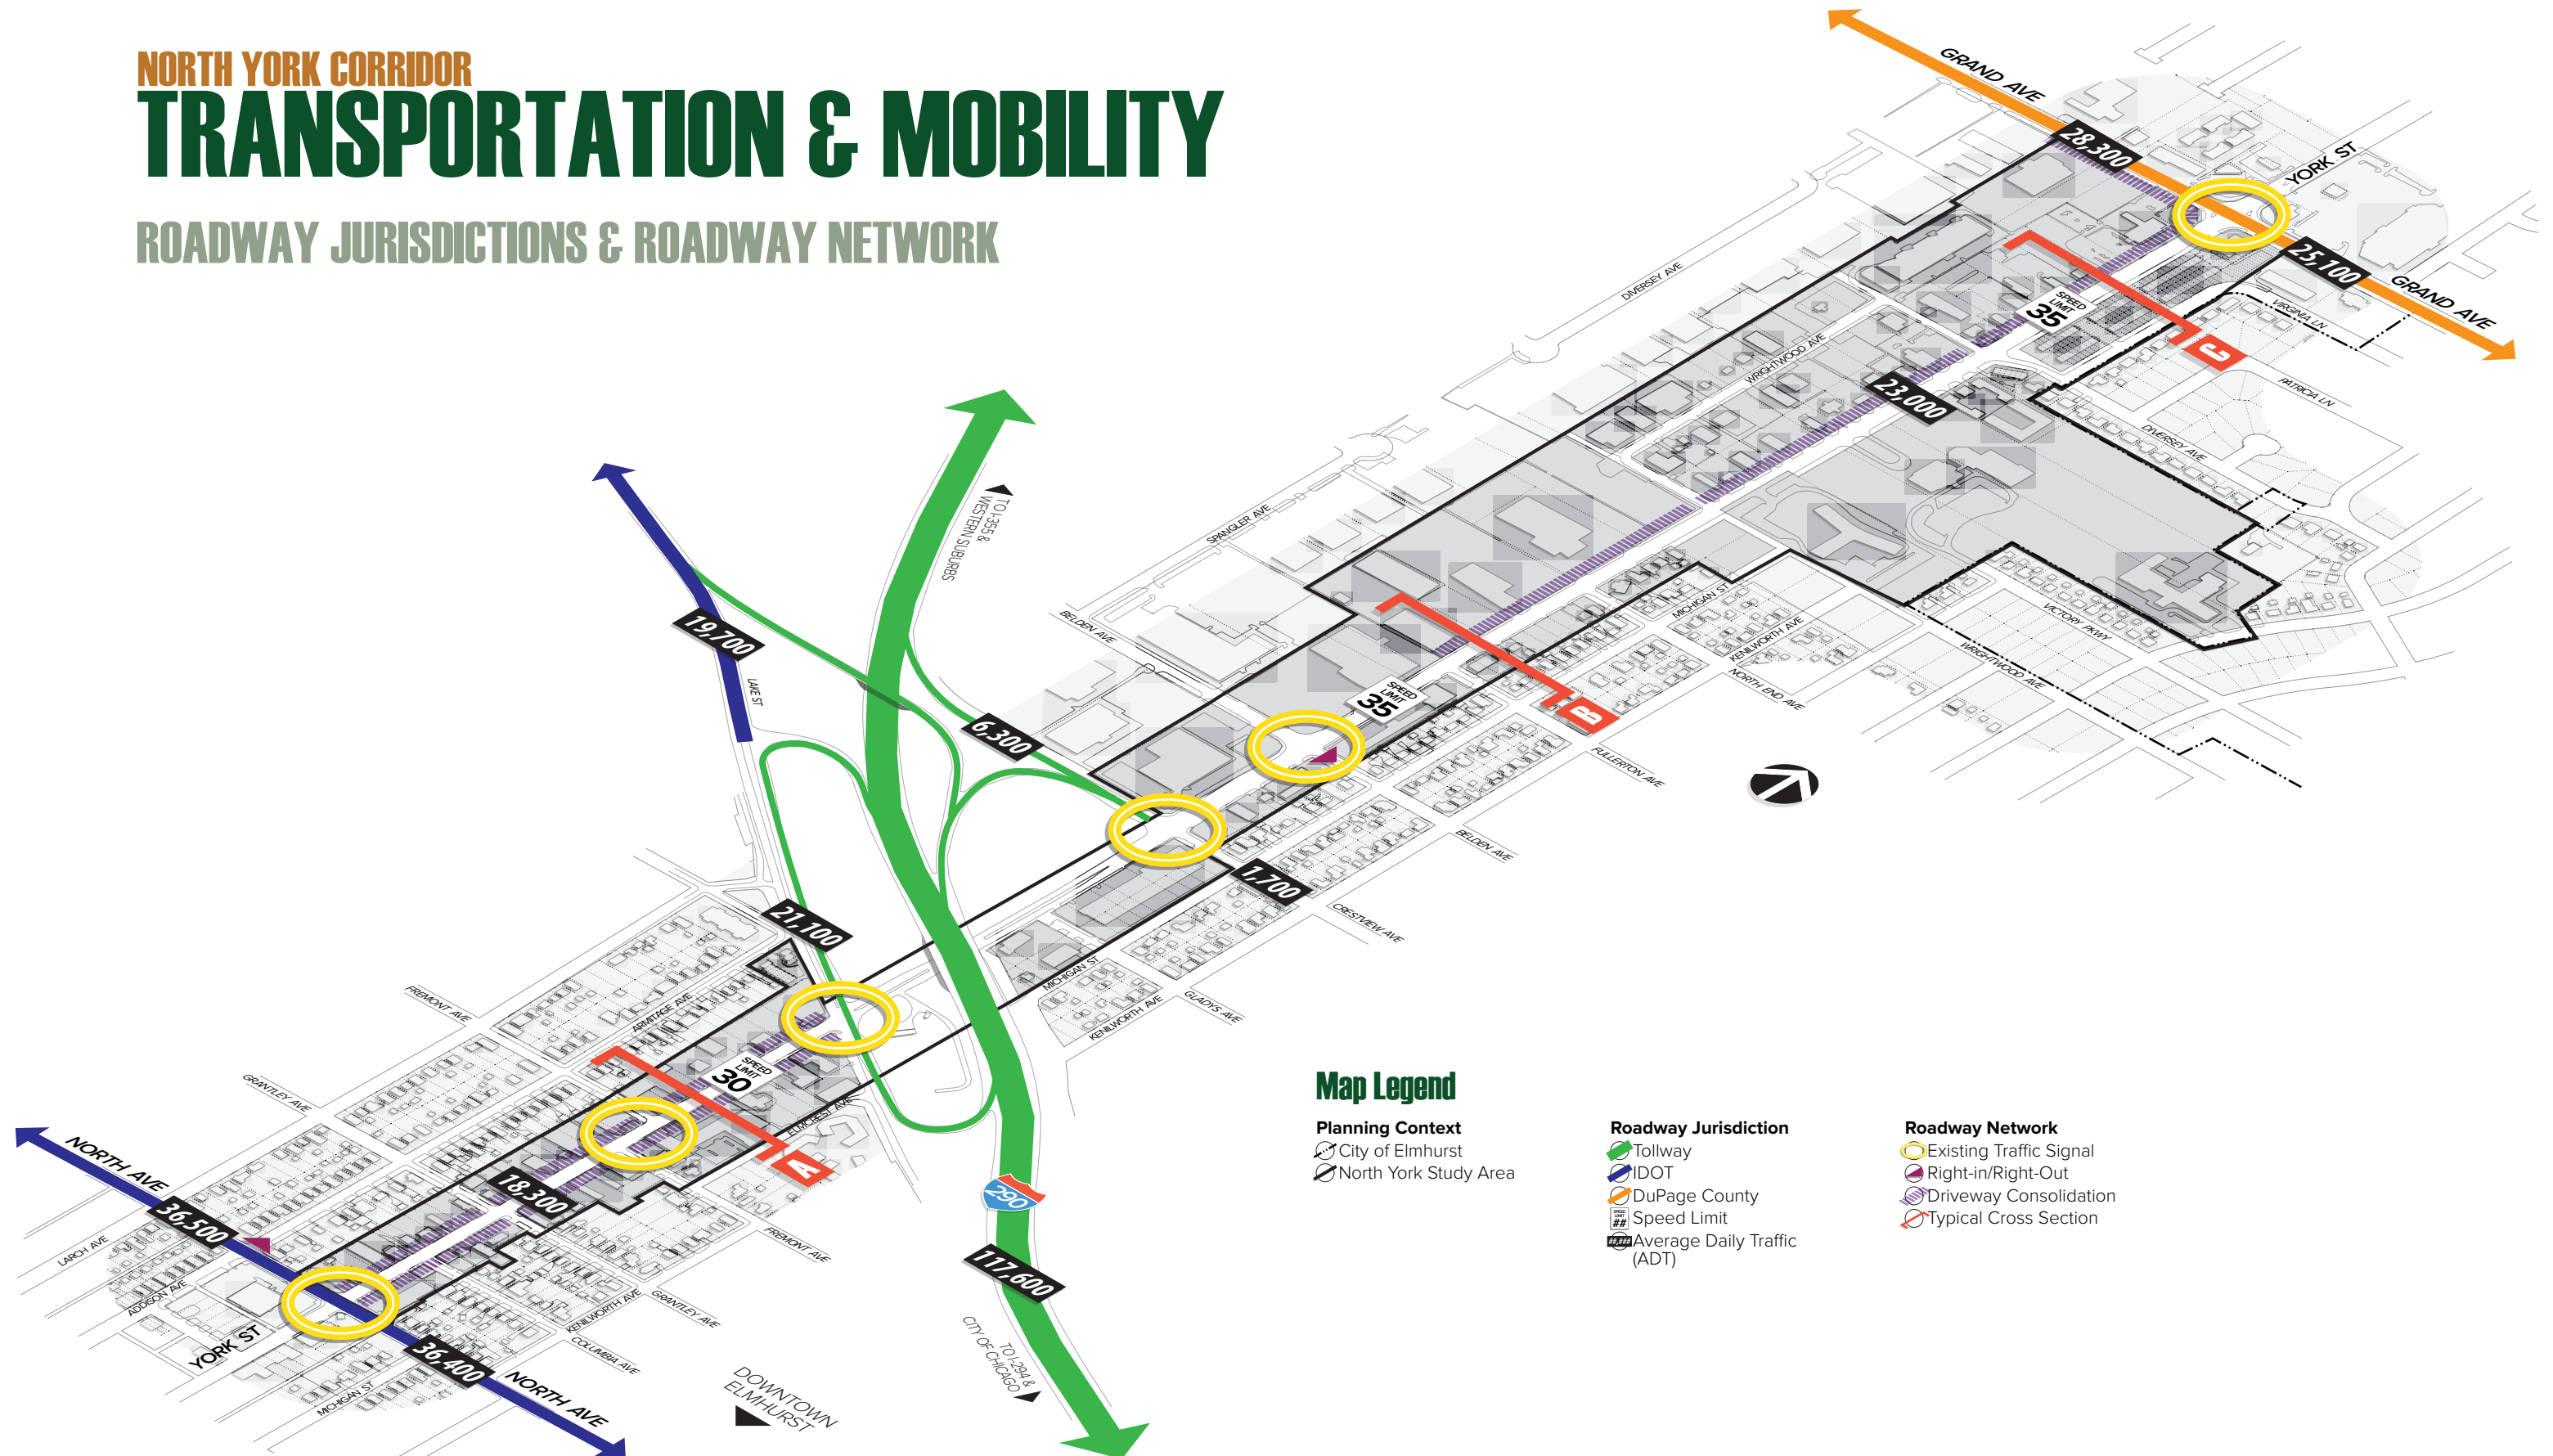 NORTH YORK CORRIDOR
TRANSPORTATION & MOBILITY
ROADWAY JURISDICTIONS & ROADWAY NETWORK
GRAND AVE
28,300
YORK ST
25,100
GRAND AVE
VIRGINIA LN
PATRICIA LN
DIVERSEY AVE
SPEED
LIMIT
35
C
WRIGHTWOOD AVE
23,000
DIVERSEY AVE
TO I-355 &
WESTERN SUBURBS
SPANGLER AVE
BELDEN AVE
MICHIGAN ST
KENILWORTH AVE
NORTH END AVE
VICTORY PKWY
WRIGHTWOOD AVE
19,700
LAKE ST
6,300
SPEED
LIMIT
35
B
FULLERTON AVE
BELDEN AVE
1,700
CRESTVIEW AVE
21,100
MICHIGAN ST
KENILWORTH AVE
GLADYS AVE
FREMONT AVE
ARMITAGE AVE
SPEED
LIMIT
30
ELMCREST AVE
A
GRANTLEY AVE
NORTH AVE
18,300
36,500
LARCH AVE
ADDISON AVE
YORK ST
FREMONT AVE
KENILWORTH AVE
GRANTLEY AVE
COLUMBIA AVE
36,400
NORTH AVE
MICHIGAN ST
290
117,600
TO I-294 &
CITY OF CHICAGO
DOWNTOWN
ELMHURST
Map Legend
Planning Context
City of Elmhurst
North York Study Area
Roadway Jurisdiction
Tollway
IDOT
DuPage County
SPEED
LIMIT
##
Speed Limit
##,###
Average Daily Traffic
(ADT)
Roadway Network
Existing Traffic Signal
Right-in/Right-Out
Driveway Consolidation
Typical Cross Section